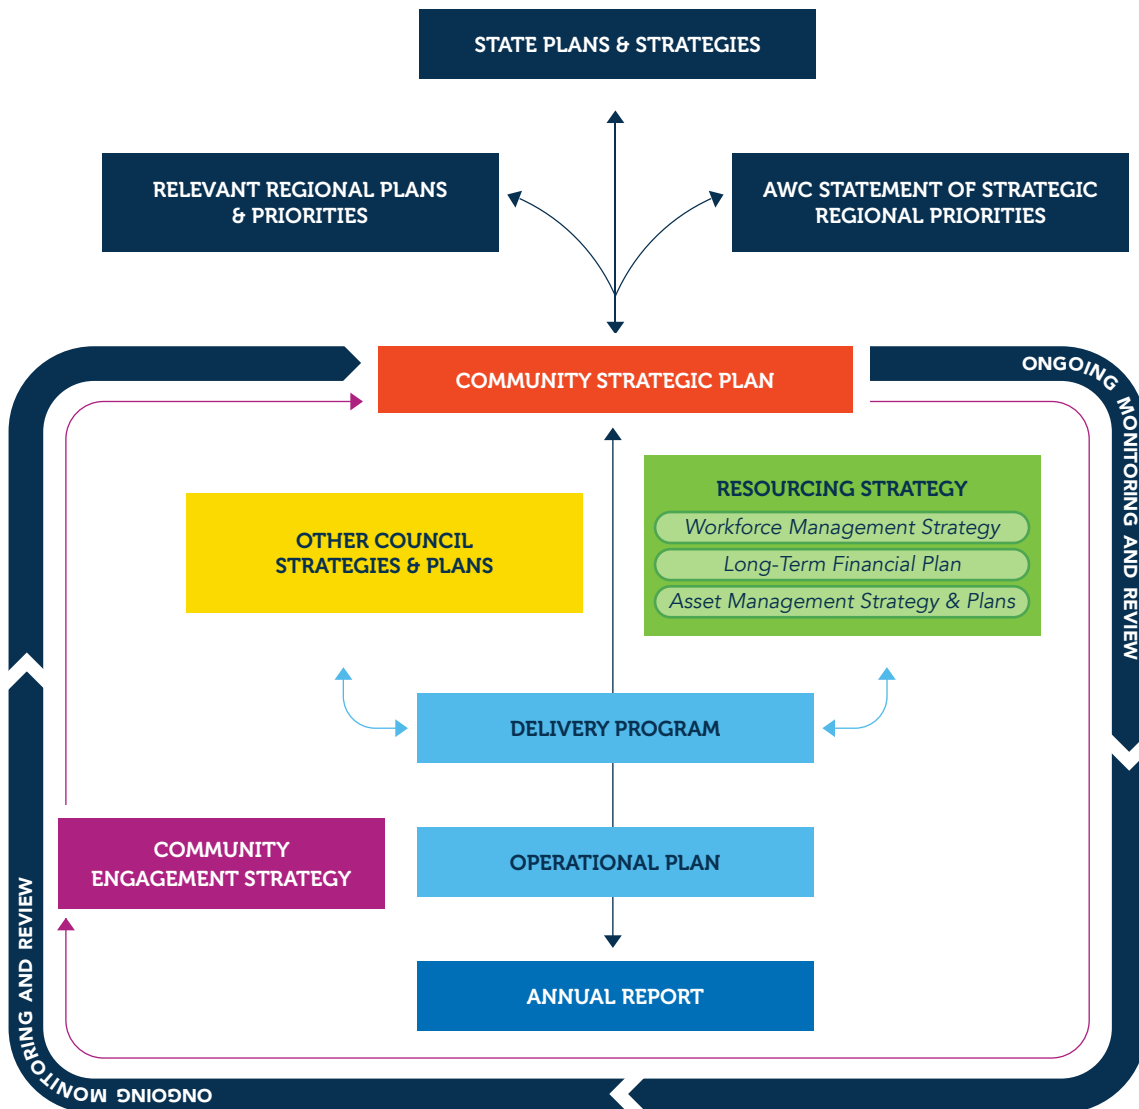 STATE PLANS & STRATEGIES
RELEVANT REGIONAL PLANS
& PRIORITIES
AWC STATEMENT OF STRATEGIC
REGIONAL PRIORITIES
COMMUNITY STRATEGIC PLAN
ONGOING MONITORING AND REVIEW
RESOURCING STRATEGY
Workforce Management Strategy
Long-Term Financial Plan
Asset Management Strategy & Plans
OTHER COUNCIL
STRATEGIES & PLANS
DELIVERY PROGRAM
COMMUNITY
ENGAGEMENT STRATEGY
OPERATIONAL PLAN
ANNUAL REPORT
ONGOING MONITORING AND REVIEW